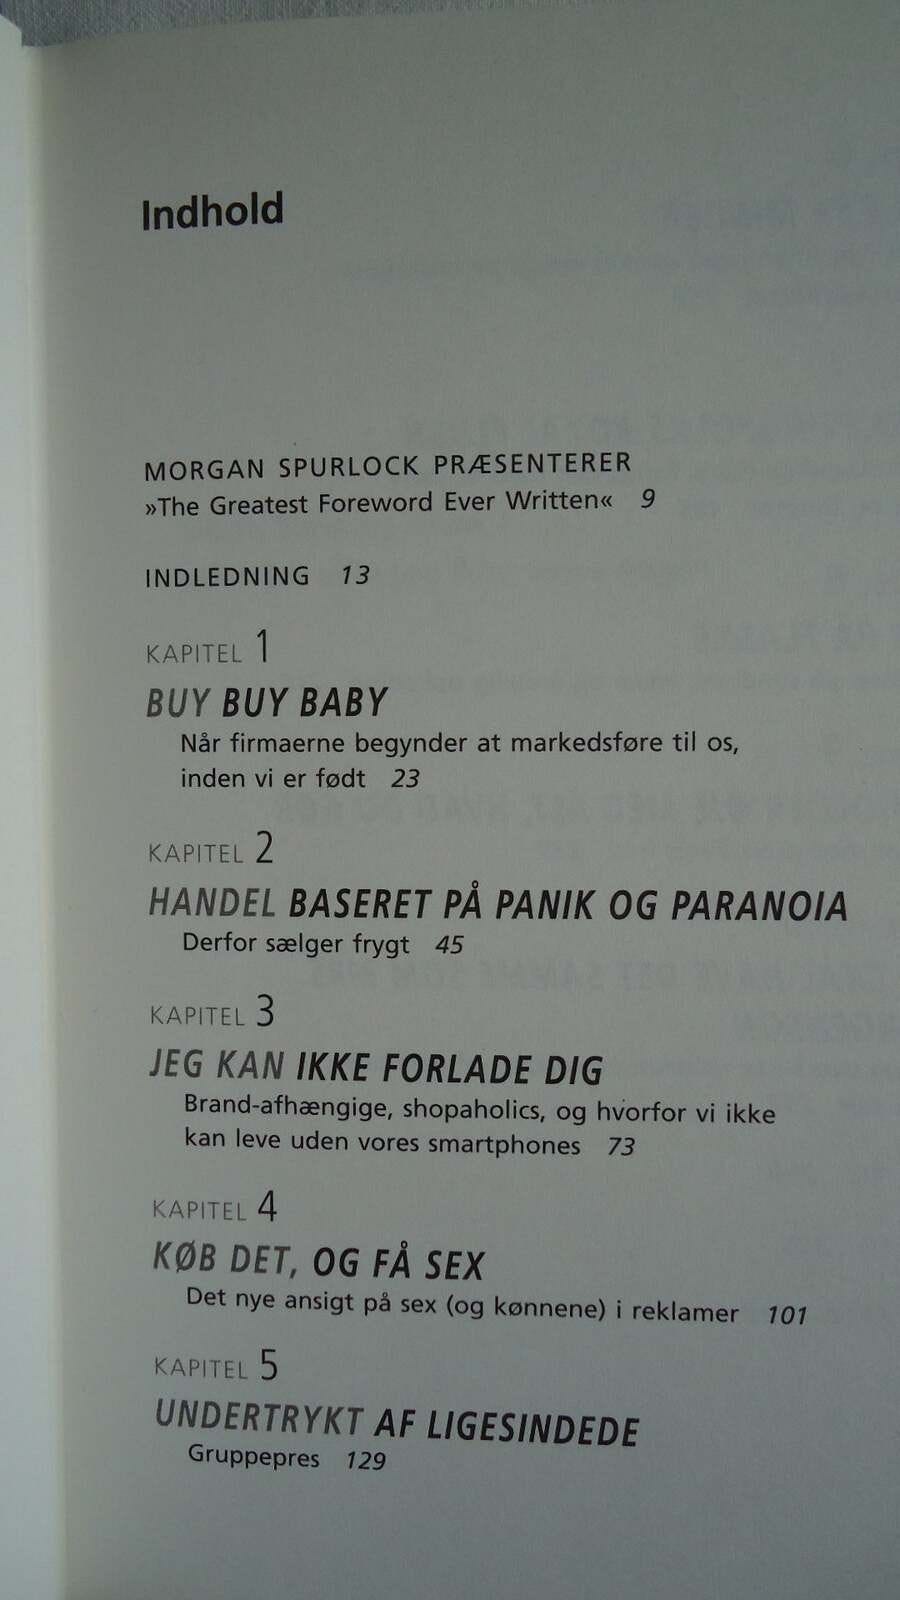 Indhold
MORGAN SPURLOCK PRÆSENTERER
»The Greatest Foreword Ever Written« 9
INDLEDNING 13
KAPITEL 1
BUY BUY BABY
Når firmaerne begynder at markedsføre til os,
inden vi er født 23
KAPITEL 2
HANDEL BASERET PÅ PANIK OG PARANOIA
Derfor sælger frygt 45
KAPITEL 3
JEG KAN IKKE FORLADE DIG
Brand-afhængige, shopaholics, og hvorfor vi ikke
kan leve uden vores smartphones 73
KAPITEL 4
KØB DET, OG FÅ SEX
Det nye ansigt på sex (og kønnene) i reklamer 101
KAPITEL 5
UNDERTRYKT AF LIGESINDEDE
Gruppepres 129